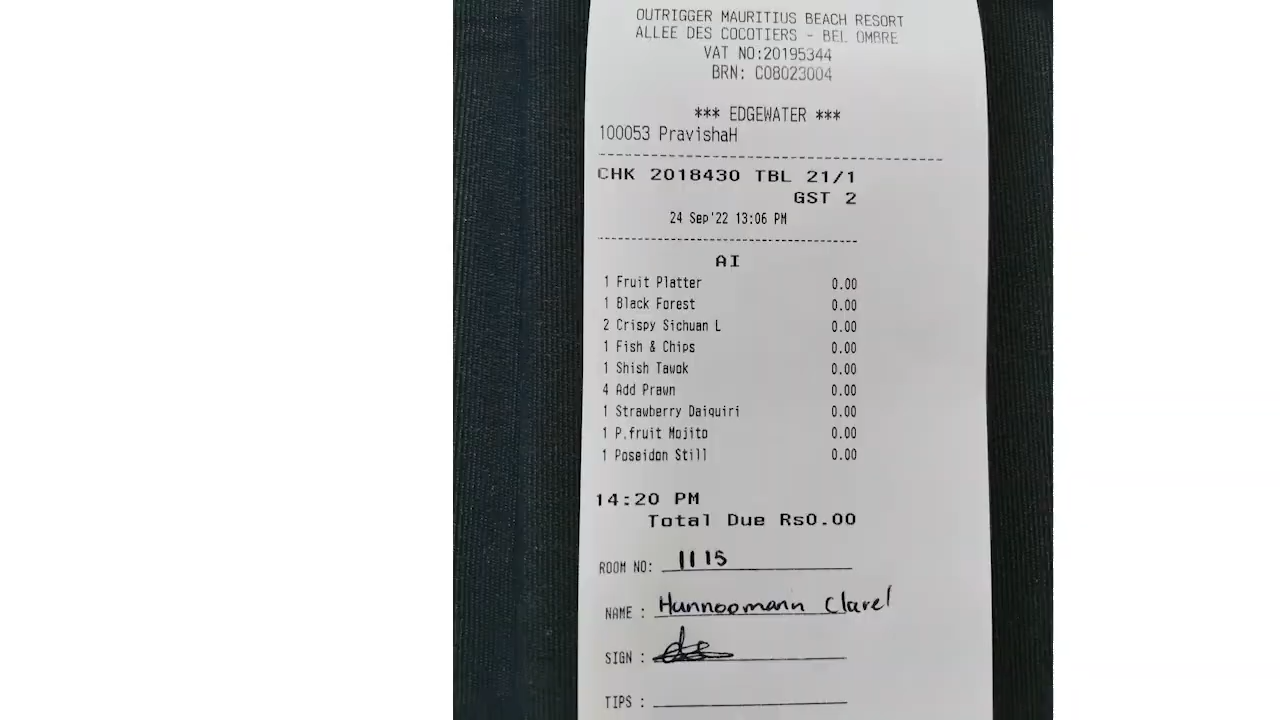 OUTRIGGER MAURITIUS BEACH RESORT
ALLEE DES COCOTIERS - BEL OMBRE
VAT NO:20195344
BRN: C08023004
*** EDGEWATER ***
100053 PravishaH
CHK 2018430 TBL 21/1
GST 2
24 Sep'22 13:06 PM
AI
1 Fruit Platter 0.00
1 Black Forest 0.00
2 Crispy Sichuan L 0.00
1 Fish & Chips 0.00
1 Shish Tawok 0.00
4 Add Prawn 0.00
1 Strawberry Daiquiri 0.00
1 P.fruit Mojito 0.00
1 Poseidon Still 0.00
14:20 PM
Total Due Rs0.00
ROOM NO: 1115
NAME : Hunnoomann Clarel
SIGN :
TIPS :